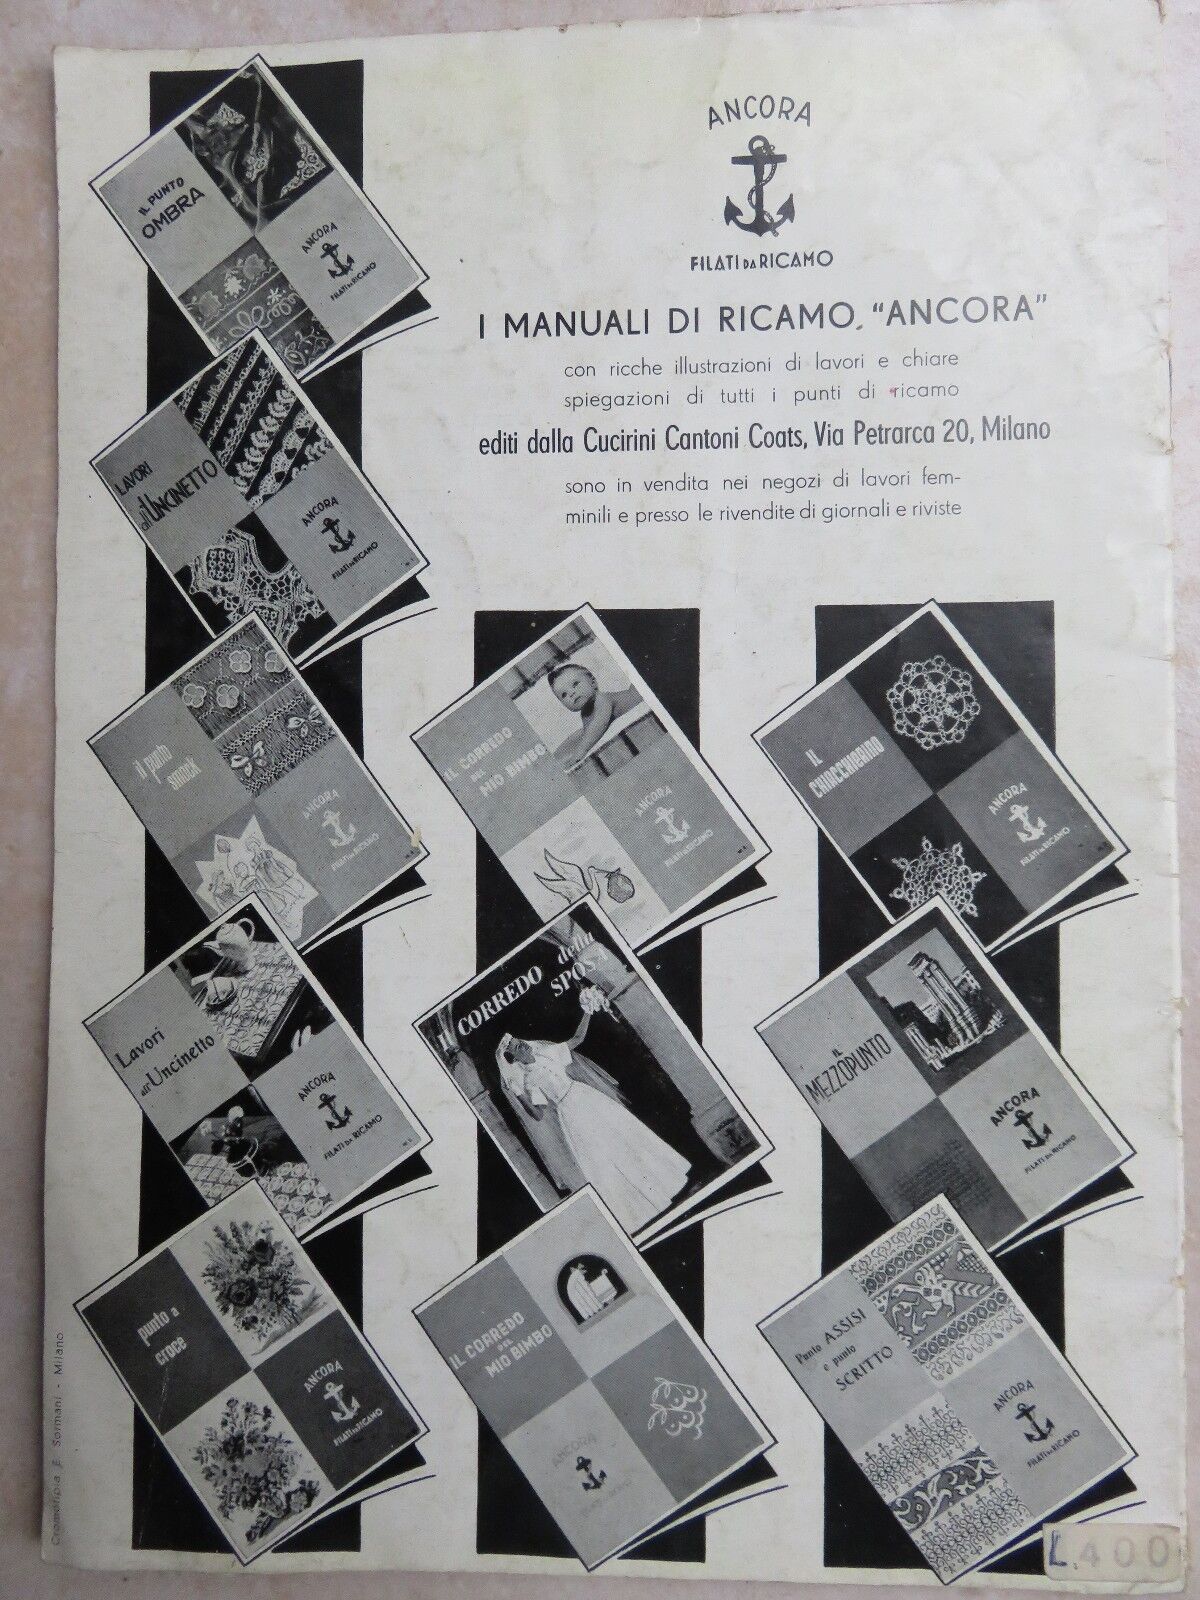 ANCORA
FILATI DA RICAMO
I MANUALI DI RICAMO, "ANCORA"
con ricche illustrazioni di lavori e chiare
spiegazioni di tutti i punti di ricamo
editi dalla Cucirini Cantoni Coats, Via Petrarca 20, Milano
sono in vendita nei negozi di lavori fem-
minili e presso le rivendite di giornali e riviste
IL PUNTO
OMBRA
ANCORA
FILATI DA RICAMO
LAVORI
all'UNCINETTO
ANCORA
FILATI DA RICAMO
il punto
smock
ANCORA
FILATI DA RICAMO
IL CORREDO
DEL
MIO BIMBO
ANCORA
FILATI DA RICAMO
IL
CHIACCHIERINO
ANCORA
FILATI DA RICAMO
Lavori
all'Uncinetto
ANCORA
FILATI DA RICAMO
IL CORREDO della
SPOSA
IL
MEZZOPUNTO
ANCORA
FILATI DA RICAMO
punto a
croce
ANCORA
FILATI DA RICAMO
IL CORREDO
DEL
MIO BIMBO
ANCORA
Punto ASSISI
e punto
SCRITTO
ANCORA
FILATI DA RICAMO
Cromotipia E. Sormani - Milano
L.400